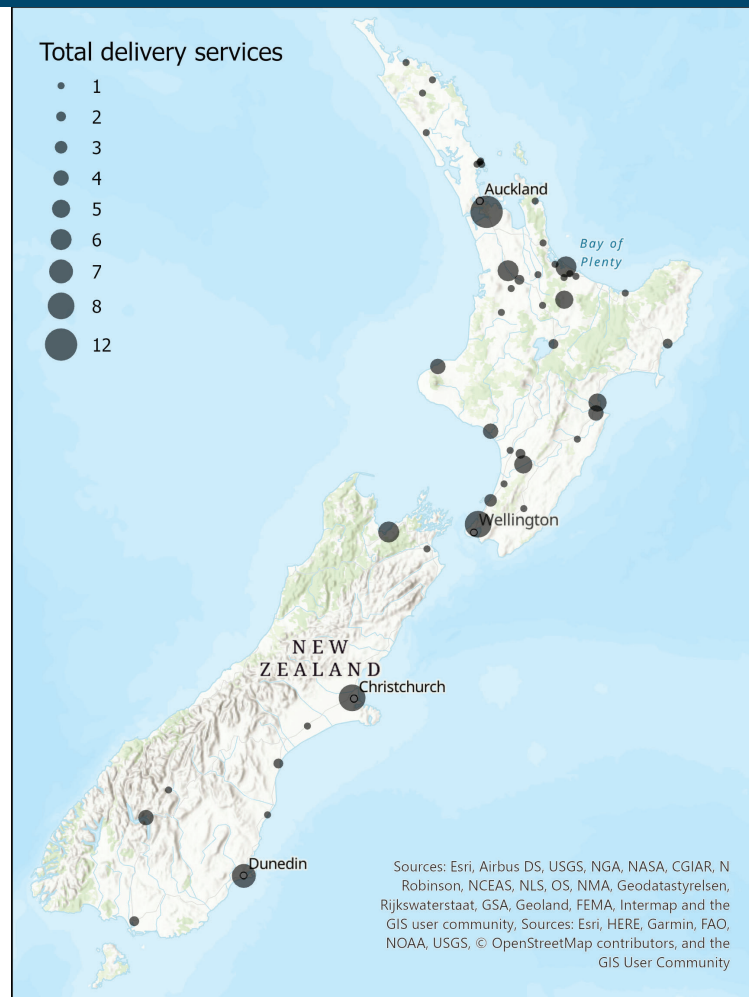 Total delivery services
1
2
3
4
5
6
7
8
12
Auckland
Bay of
Plenty
Wellington
NEW
ZEALAND
Christchurch
Dunedin
Sources: Esri, Airbus DS, USGS, NGA, NASA, CGIAR, N
Robinson, NCEAS, NLS, OS, NMA, Geodatastyrelsen,
Rijkswaterstaat, GSA, Geoland, FEMA, Intermap and the
GIS user community, Sources: Esri, HERE, Garmin, FAO,
NOAA, USGS, © OpenStreetMap contributors, and the
GIS User Community